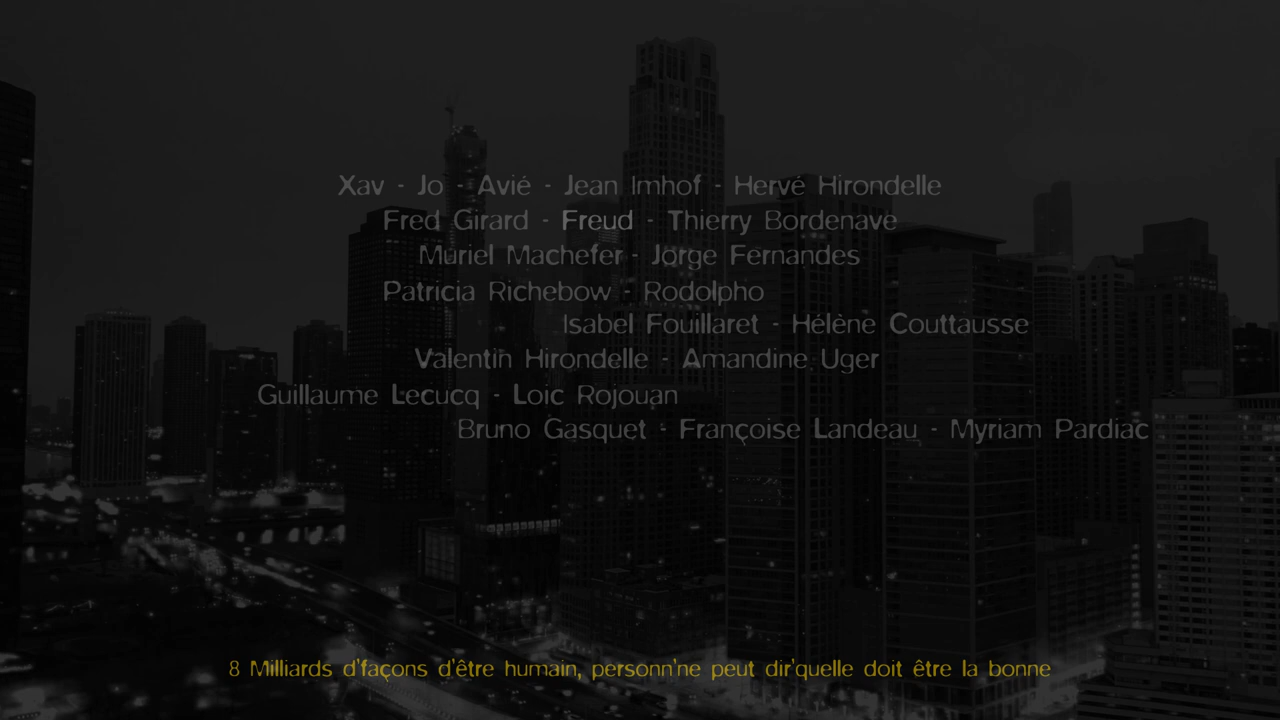 Xav - Jo - Avié - Jean Imhof - Hervé Hirondelle
Fred Girard - Freud - Thierry Bordenave
Muriel Machefer - Jorge Fernandes
Patricia Richebow - Rodolpho
Isabel Fouillaret - Hélène Couttausse
Valentin Hirondelle - Amandine Uger
Guillaume Lecucq - Loic Rojouan
Bruno Gasquet - Françoise Landeau - Myriam Pardiac
8 Milliards d'façons d'être humain, personn'ne peut dir'quelle doit être la bonne